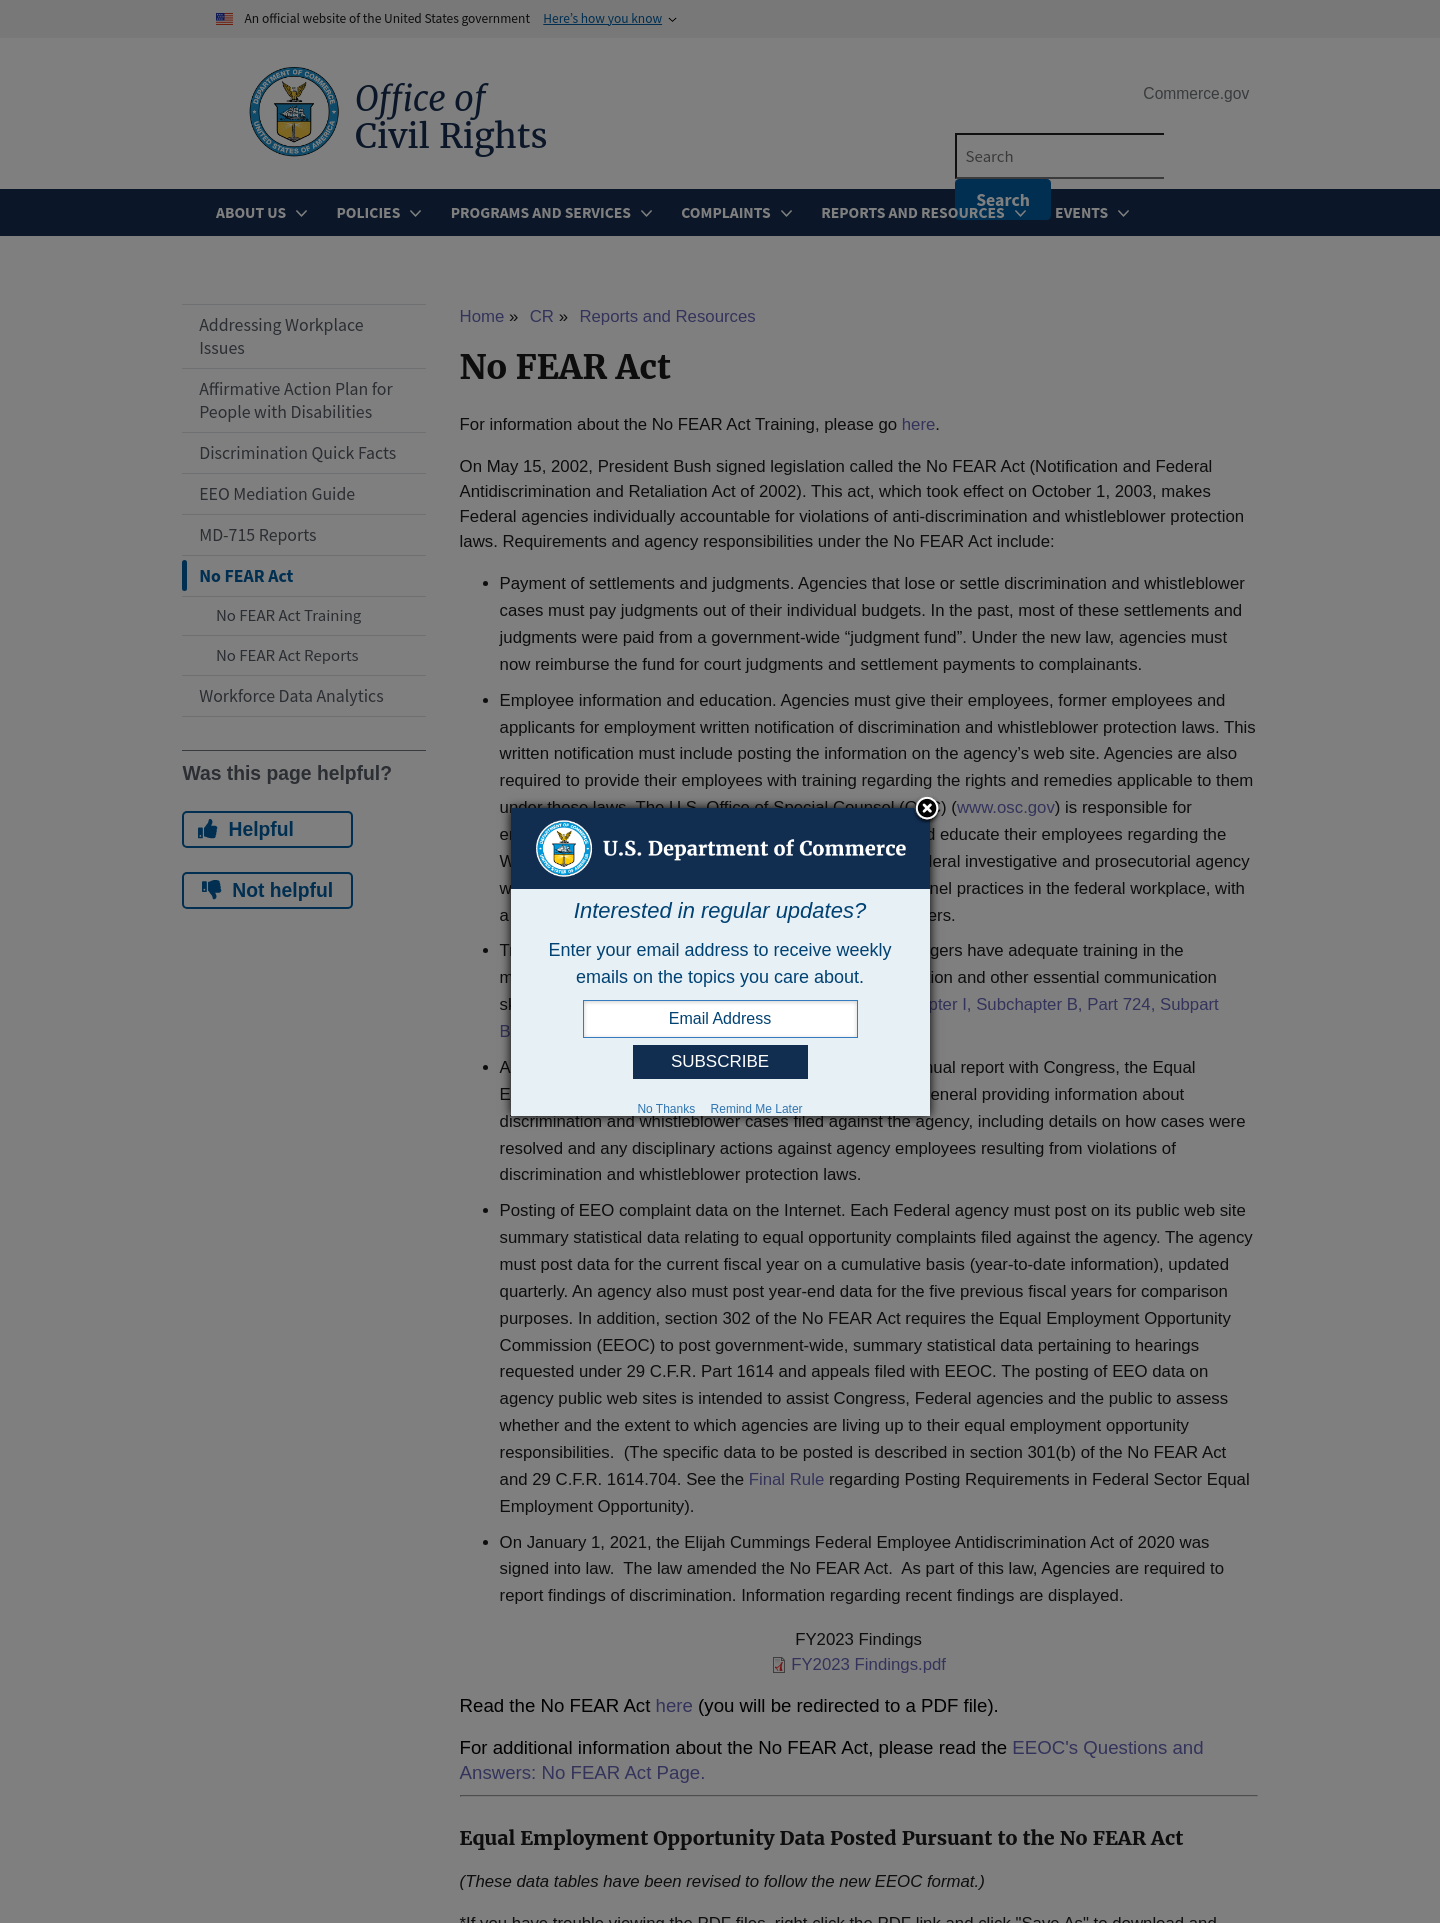 An official website of the United States government Here's how you know
Office of
Civil Rights
Commerce.gov
Search
Search
ABOUT US POLICIES PROGRAMS AND SERVICES COMPLAINTS REPORTS AND RESOURCES EVENTS
Addressing Workplace
Issues
Affirmative Action Plan for
People with Disabilities
Discrimination Quick Facts
EEO Mediation Guide
MD-715 Reports
No FEAR Act
No FEAR Act Training
No FEAR Act Reports
Workforce Data Analytics
Was this page helpful?
Helpful
Not helpful
Home » CR » Reports and Resources
No FEAR Act
For information about the No FEAR Act Training, please go here.
On May 15, 2002, President Bush signed legislation called the No FEAR Act (Notification and Federal
Antidiscrimination and Retaliation Act of 2002). This act, which took effect on October 1, 2003, makes
Federal agencies individually accountable for violations of anti-discrimination and whistleblower protection
laws. Requirements and agency responsibilities under the No FEAR Act include:
• Payment of settlements and judgments. Agencies that lose or settle discrimination and whistleblower
cases must pay judgments out of their individual budgets. In the past, most of these settlements and
judgments were paid from a government-wide “judgment fund”. Under the new law, agencies must
now reimburse the fund for court judgments and settlement payments to complainants.
• Employee information and education. Agencies must give their employees, former employees and
applicants for employment written notification of discrimination and whistleblower protection laws. This
written notification must include posting the information on the agency’s web site. Agencies are also
required to provide their employees with training regarding the rights and remedies applicable to them
under these laws. The U.S. Office of Special Counsel (www.osc.gov) is responsible for
educate their employees regarding the
investigative and prosecutorial agency
practices in the federal workplace, with
U.S. Department of Commerce
Interested in regular updates?
Enter your email address to receive weekly
emails on the topics you care about.
Email Address
SUBSCRIBE
No Thanks Remind Me Later
have adequate training in the
and other essential communication
I, Subchapter B, Part 724, Subpart
report with Congress, the Equal
providing information about
discrimination and whistleblower cases filed against the agency, including details on how cases were
resolved and any disciplinary actions against agency employees resulting from violations of
discrimination and whistleblower protection laws.
• Posting of EEO complaint data on the Internet. Each Federal agency must post on its public web site
summary statistical data relating to equal opportunity complaints filed against the agency. The agency
must post data for the current fiscal year on a cumulative basis (year-to-date information), updated
quarterly. An agency also must post year-end data for the five previous fiscal years for comparison
purposes. In addition, section 302 of the No FEAR Act requires the Equal Employment Opportunity
Commission (EEOC) to post government-wide, summary statistical data pertaining to hearings
requested under 29 C.F.R. Part 1614 and appeals filed with EEOC. The posting of EEO data on
agency public web sites is intended to assist Congress, Federal agencies and the public to assess
whether and the extent to which agencies are living up to their equal employment opportunity
responsibilities. (The specific data to be posted is described in section 301(b) of the No FEAR Act
and 29 C.F.R. 1614.704. See the Final Rule regarding Posting Requirements in Federal Sector Equal
Employment Opportunity).
• On January 1, 2021, the Elijah Cummings Federal Employee Antidiscrimination Act of 2020 was
signed into law. The law amended the No FEAR Act. As part of this law, Agencies are required to
report findings of discrimination. Information regarding recent findings are displayed.
FY2023 Findings
FY2023 Findings.pdf
Read the No FEAR Act here (you will be redirected to a PDF file).
For additional information about the No FEAR Act, please read the EEOC's Questions and
Answers: No FEAR Act Page.
Equal Employment Opportunity Data Posted Pursuant to the No FEAR Act
(These data tables have been revised to follow the new EEOC format.)
*If you have trouble viewing the PDF files, right click the PDF link and click "Save As" to download and